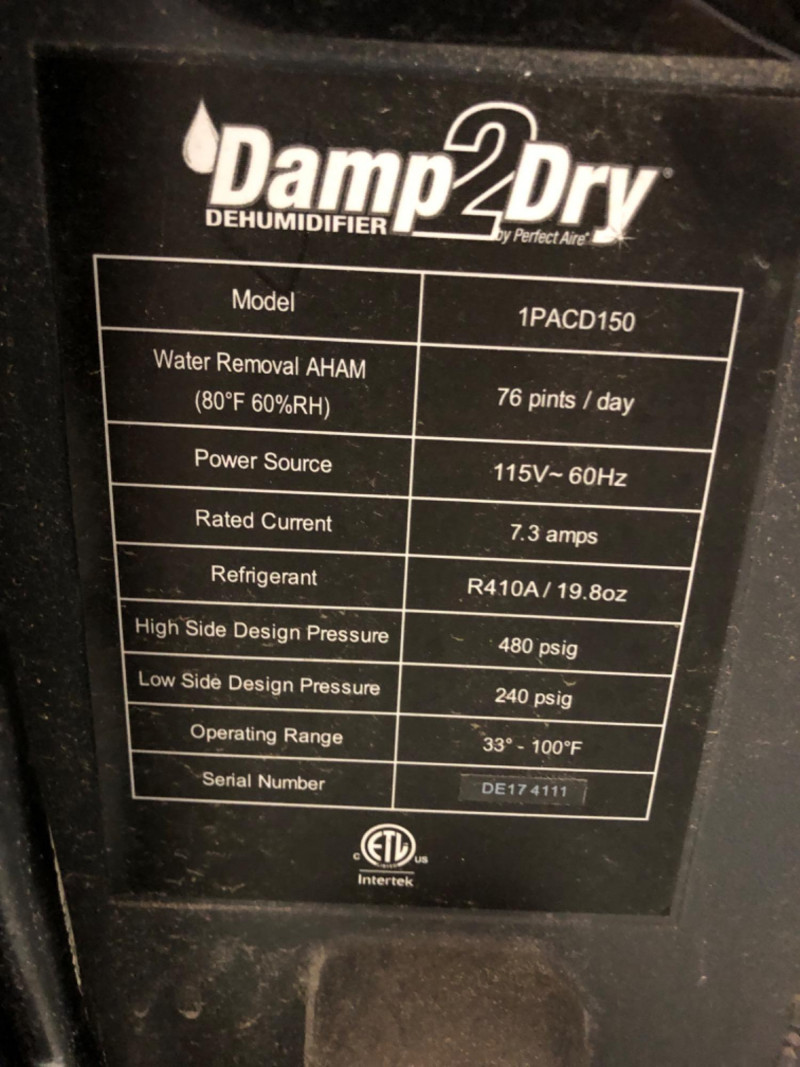 Damp2Dry®
DEHUMIDIFIER
by Perfect Aire®
Model 1PACD150
Water Removal AHAM
(80°F 60%RH) 76 pints / day
Power Source 115V~ 60Hz
Rated Current 7.3 amps
Refrigerant R410A / 19.8oz
High Side Design Pressure 480 psig
Low Side Design Pressure 240 psig
Operating Range 33° - 100°F
Serial Number DE17 4111
C ETL US
Intertek